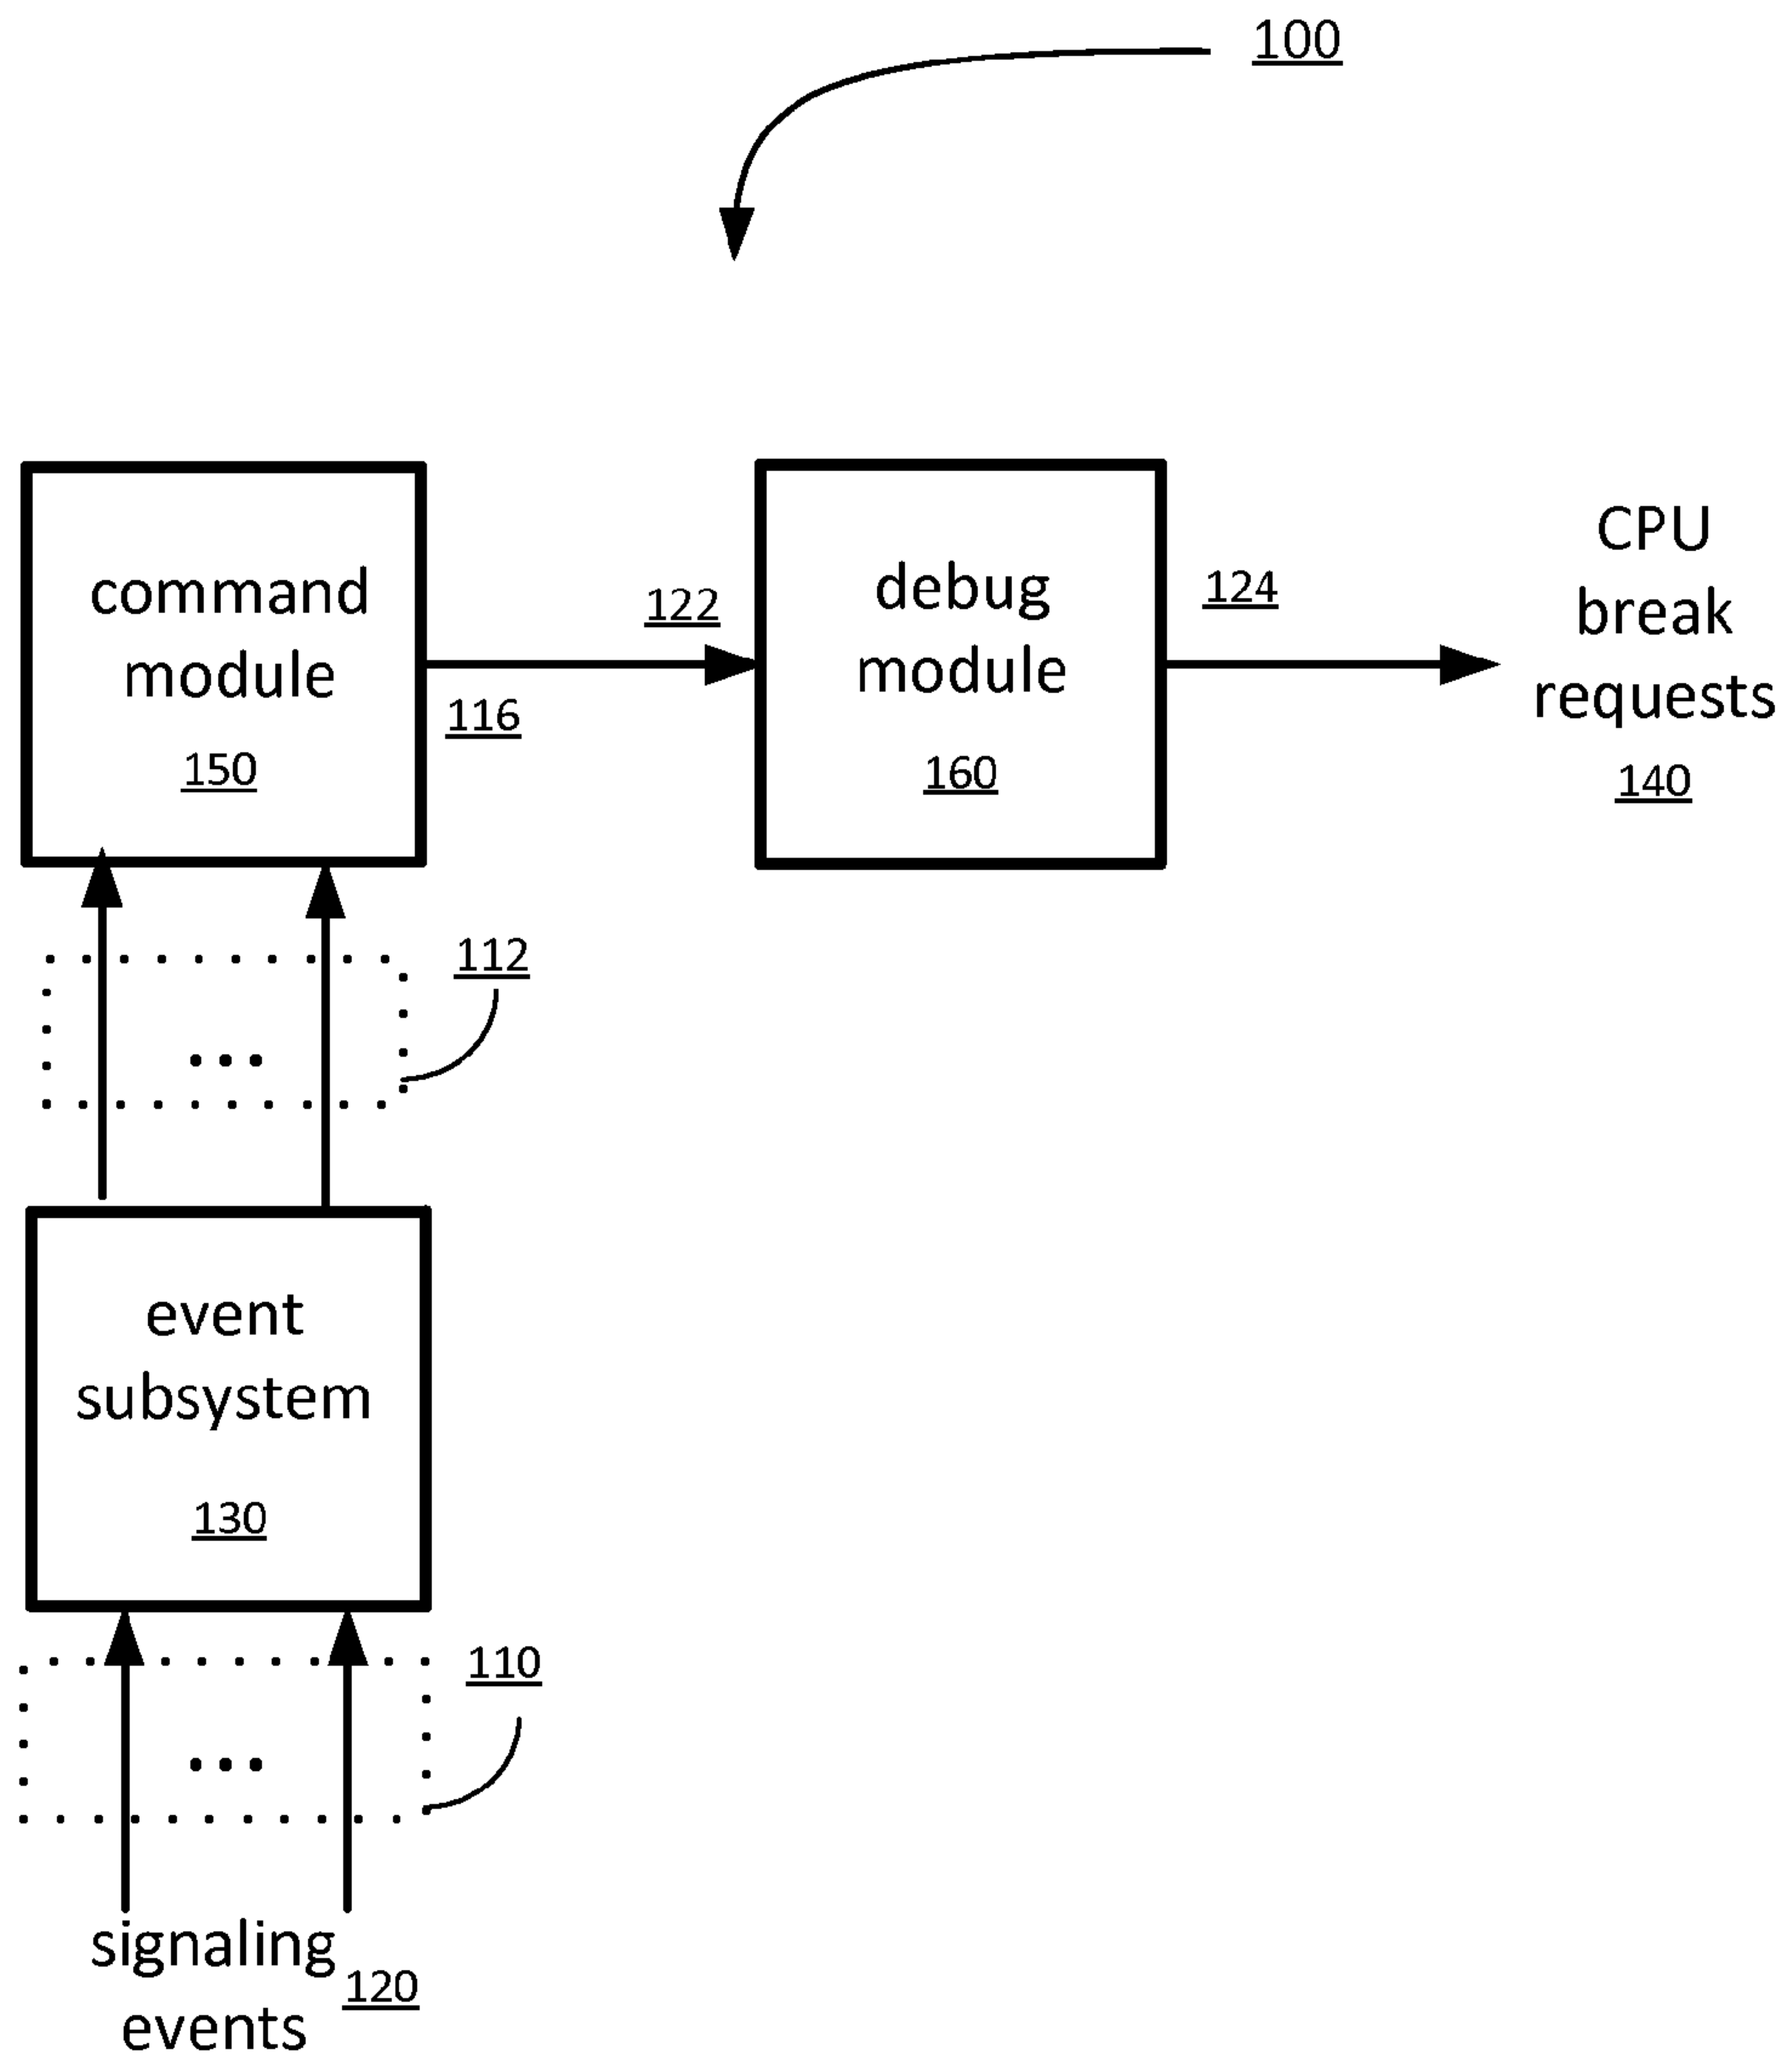 100
command
module
150
116
122
debug
module
160
124
CPU
break
requests
140
112
...
event
subsystem
130
110
...
signaling
events
120